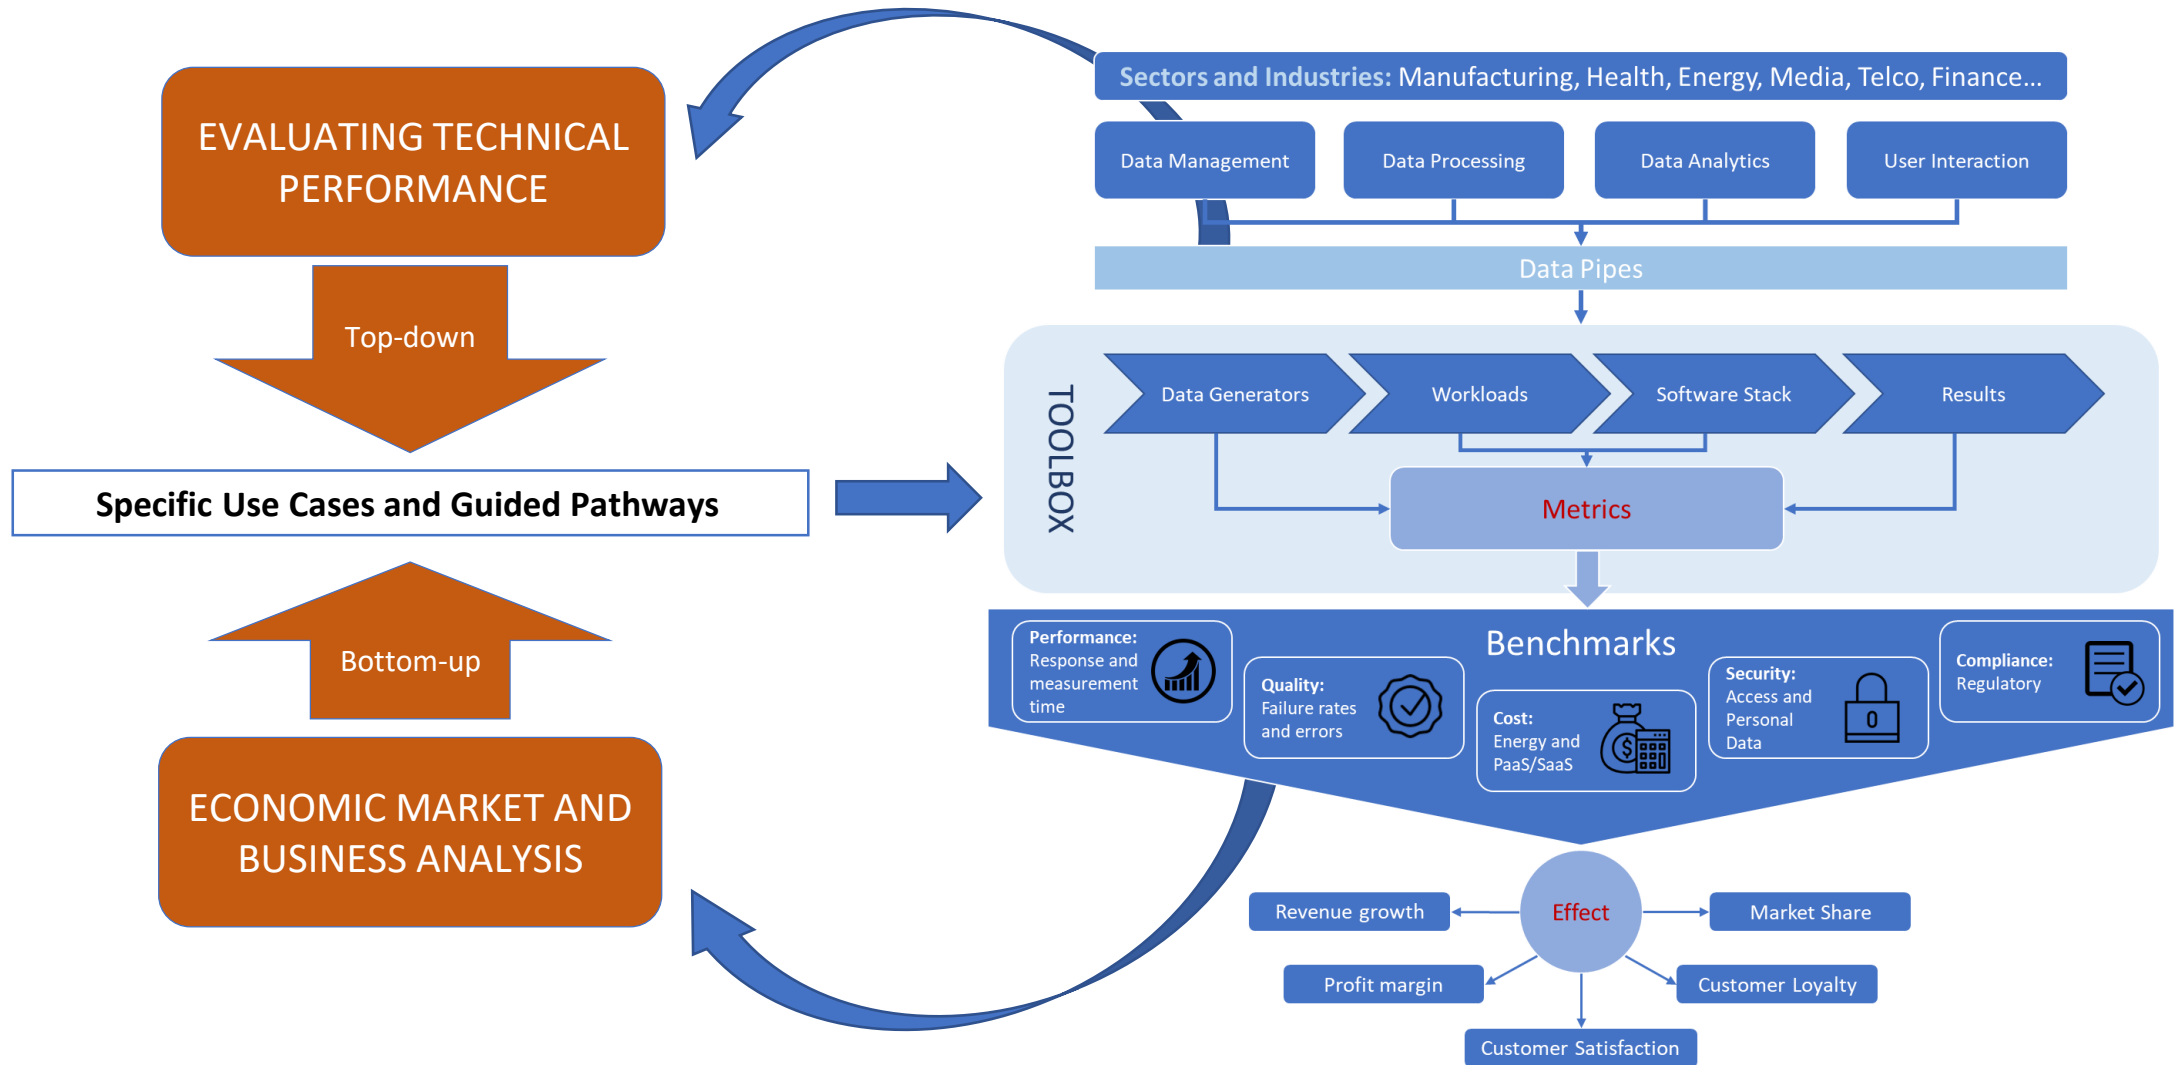 EVALUATING TECHNICAL
PERFORMANCE
Top-down
Specific Use Cases and Guided Pathways
Bottom-up
ECONOMIC MARKET AND
BUSINESS ANALYSIS
Sectors and Industries: Manufacturing, Health, Energy, Media, Telco, Finance...
Data Management
Data Processing
Data Analytics
User Interaction
Data Pipes
TOOLBOX
Data Generators
Workloads
Software Stack
Results
Metrics
Benchmarks
Performance:
Response and
measurement
time
Quality:
Failure rates
and errors
Cost:
Energy and
PaaS/SaaS
$
Security:
Access and
Personal
Data
0
Compliance:
Regulatory
Effect
Revenue growth
Market Share
Profit margin
Customer Loyalty
Customer Satisfaction